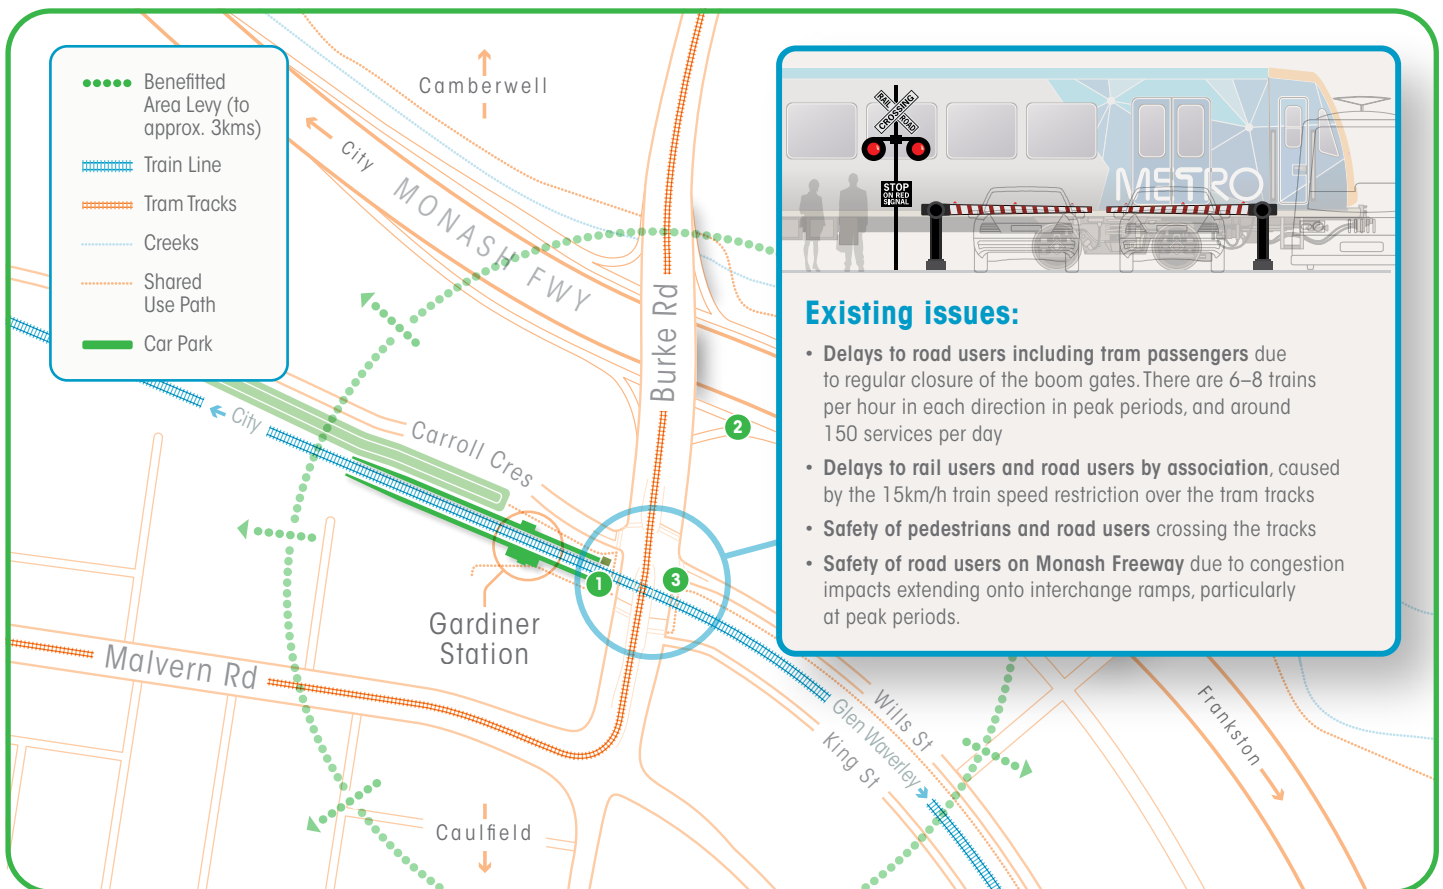 Benefitted
Area Levy (to
approx. 3kms)
Train Line
Tram Tracks
Creeks
Shared
Use Path
Car Park
Camberwell
City
MONASH FWY
Burke Rd
City
Carroll Cres
2
1
3
Gardiner
Station
Malvern Rd
Caulfield
Glen Waverley
Wills St
King St
Frankston
RAIL
CROSSING
ROAD
STOP
ON RED
SIGNAL
METRO
Existing issues:
• Delays to road users including tram passengers due
to regular closure of the boom gates. There are 6–8 trains
per hour in each direction in peak periods, and around
150 services per day
• Delays to rail users and road users by association, caused
by the 15km/h train speed restriction over the tram tracks
• Safety of pedestrians and road users crossing the tracks
• Safety of road users on Monash Freeway due to congestion
impacts extending onto interchange ramps, particularly
at peak periods.